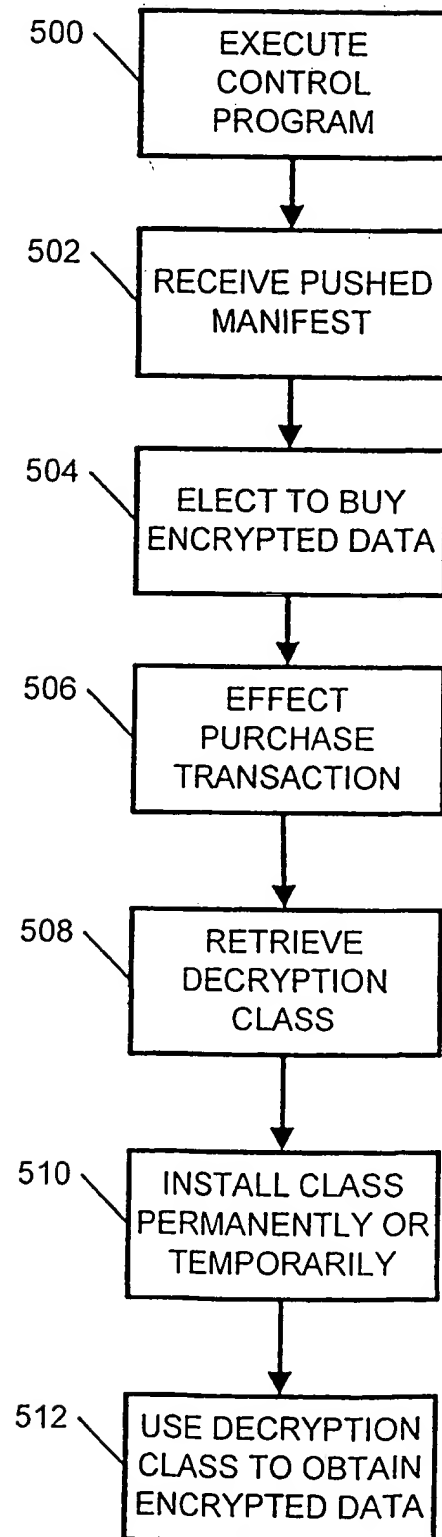 500
EXECUTE
CONTROL
PROGRAM
502
RECEIVE PUSHED
MANIFEST
504
ELECT TO BUY
ENCRYPTED DATA
506
EFFECT
PURCHASE
TRANSACTION
508
RETRIEVE
DECRYPTION
CLASS
510
INSTALL CLASS
PERMANENTLY OR
TEMPORARILY
512
USE DECRYPTION
CLASS TO OBTAIN
ENCRYPTED DATA